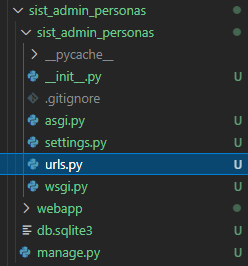 sist_admin_personas
sist_admin_personas
__pycache__
__init__.py U
.gitignore
asgi.py U
settings.py U
urls.py U
wsgi.py U
webapp
db.sqlite3 U
manage.py U